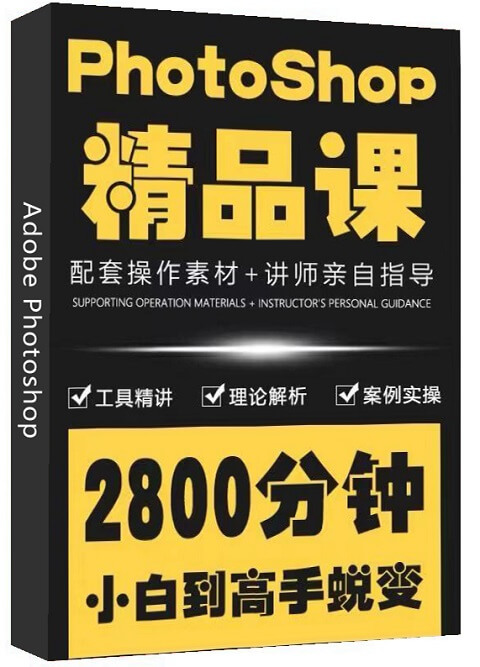 PhotoShop
精品课
配套操作素材+讲师亲自指导
SUPPORTING OPERATION MATERIALS + INSTRUCTOR'S PERSONAL GUIDANCE
工具精讲 理论解析 案例实操
2800分钟
小白到高手蜕变
Adobe Photoshop